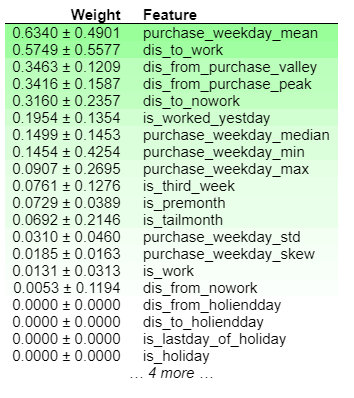 Weight Feature
0.6340 ± 0.4901 purchase_weekday_mean
0.5749 ± 0.5577 dis_to_work
0.3463 ± 0.1209 dis_from_purchase_valley
0.3416 ± 0.1587 dis_from_purchase_peak
0.3160 ± 0.2357 dis_to_nowork
0.1954 ± 0.1354 is_worked_yestday
0.1499 ± 0.1453 purchase_weekday_median
0.1454 ± 0.4254 purchase_weekday_min
0.0907 ± 0.2695 purchase_weekday_max
0.0761 ± 0.1276 is_third_week
0.0729 ± 0.0389 is_premonth
0.0692 ± 0.2146 is_tailmonth
0.0310 ± 0.0460 purchase_weekday_std
0.0185 ± 0.0163 purchase_weekday_skew
0.0131 ± 0.0313 is_work
0.0053 ± 0.1194 dis_from_nowork
0.0000 ± 0.0000 dis_from_holiendday
0.0000 ± 0.0000 dis_to_holiendday
0.0000 ± 0.0000 is_lastday_of_holiday
0.0000 ± 0.0000 is_holiday
… 4 more …